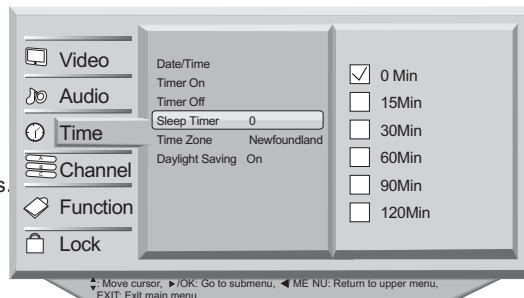 Video
Audio
Time
Channel
Function
Lock
s.
Date/Time
Timer On
Timer Off
Sleep Timer 0
Time Zone Newfoundland
Daylight Saving On
0 Min
15Min
30Min
60Min
90Min
120Min
: Move cursor, ▶/OK: Go to submenu, ◀ ME NU: Return to upper menu,
EXIT: Exit main menu